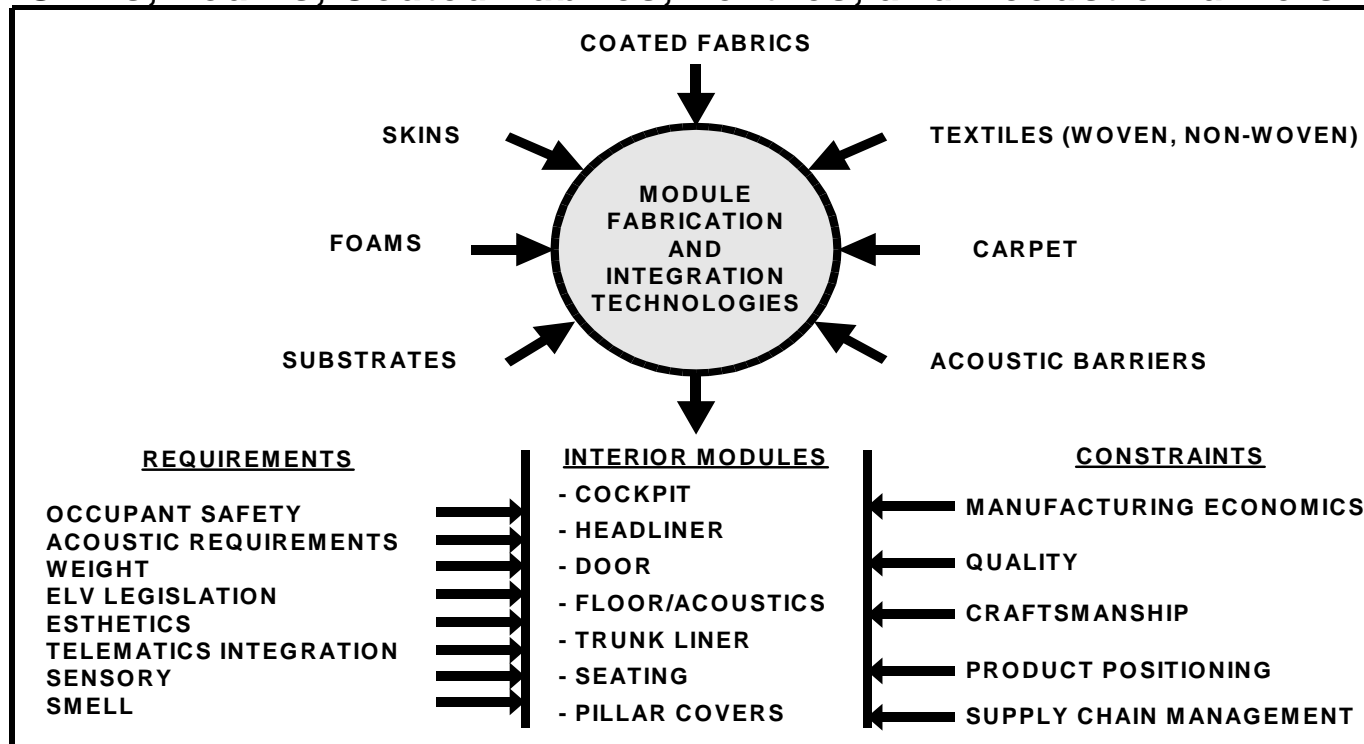 COATED FABRICS
SKINS
TEXTILES (WOVEN, NON-WOVEN)
MODULE
FABRICATION
AND
INTEGRATION
TECHNOLOGIES
FOAMS
CARPET
SUBSTRATES
ACOUSTIC BARRIERS
REQUIREMENTS
OCCUPANT SAFETY
ACOUSTIC REQUIREMENTS
WEIGHT
ELV LEGISLATION
ESTHETICS
TELEMATICS INTEGRATION
SENSORY
SMELL
INTERIOR MODULES
- COCKPIT
- HEADLINER
- DOOR
- FLOOR/ACOUSTICS
- TRUNK LINER
- SEATING
- PILLAR COVERS
CONSTRAINTS
MANUFACTURING ECONOMICS
QUALITY
CRAFTSMANSHIP
PRODUCT POSITIONING
SUPPLY CHAIN MANAGEMENT